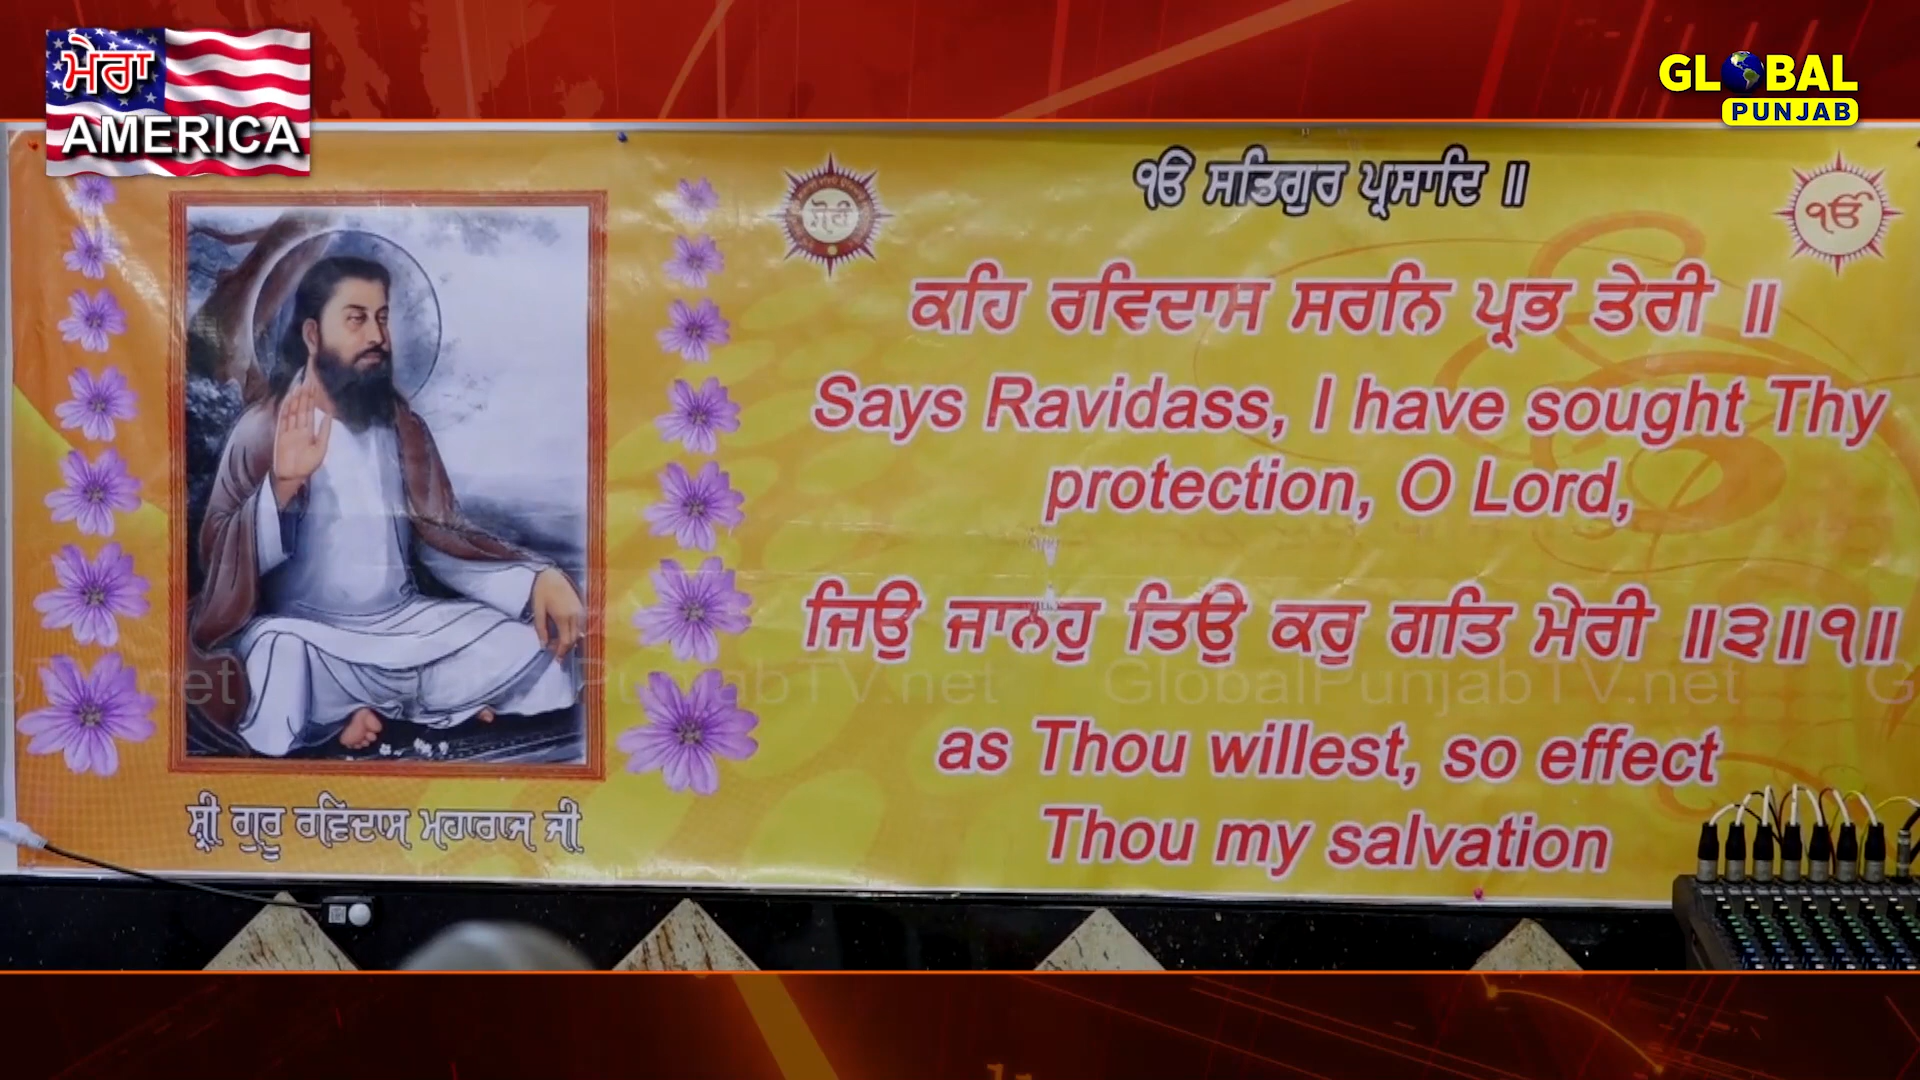 ਮੇਰਾ
AMERICA
GLOBAL
PUNJAB
ੴ ਸਤਿਗੁਰ ਪ੍ਰਸਾਦਿ ॥
ੴ
ਕਹਿ ਰਵਿਦਾਸ ਸਰਨਿ ਪ੍ਰਭ ਤੇਰੀ ॥
Says Ravidass, I have sought Thy
protection, O Lord,
ਜਿਉ ਜਾਨਹੁ ਤਿਉ ਕਰੁ ਗਤਿ ਮੇਰੀ ॥੩॥੧॥
GlobalPunjabTV.net
as Thou willest, so effect
Thou my salvation
ਸ਼੍ਰੀ ਗੁਰੂ ਰਵਿਦਾਸ ਮਹਾਰਾਜ ਜੀ